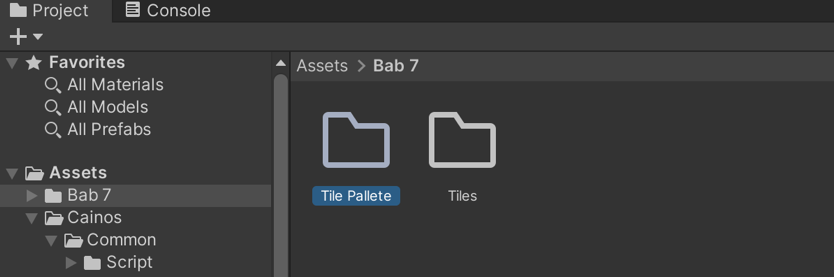 Project
Console
Favorites
All Materials
All Models
All Prefabs
Assets
Bab 7
Cainos
Common
Script
Assets > Bab 7
Tile Pallete
Tiles